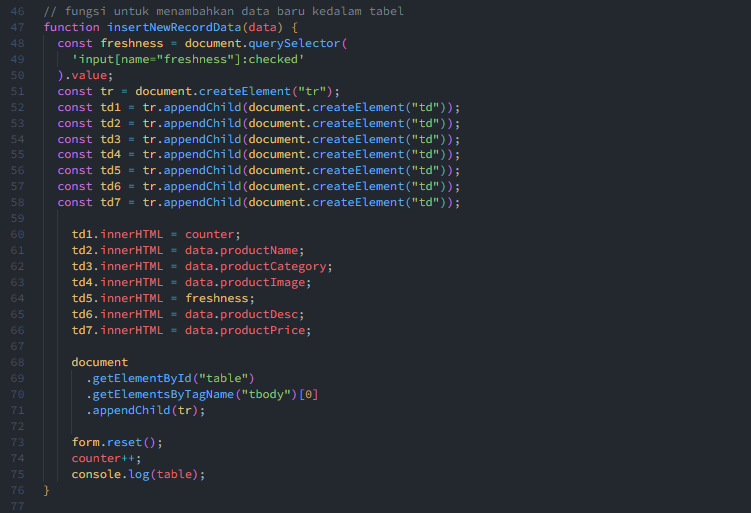 46 // fungsi untuk menambahkan data baru kedalam tabel
47 function insertNewRecordData(data) {
48   const freshness = document.querySelector(
49     'input[name="freshness"]:checked'
50   ).value;
51   const tr = document.createElement("tr");
52   const td1 = tr.appendChild(document.createElement("td"));
53   const td2 = tr.appendChild(document.createElement("td"));
54   const td3 = tr.appendChild(document.createElement("td"));
55   const td4 = tr.appendChild(document.createElement("td"));
56   const td5 = tr.appendChild(document.createElement("td"));
57   const td6 = tr.appendChild(document.createElement("td"));
58   const td7 = tr.appendChild(document.createElement("td"));
59
60     td1.innerHTML = counter;
61     td2.innerHTML = data.productName;
62     td3.innerHTML = data.productCategory;
63     td4.innerHTML = data.productImage;
64     td5.innerHTML = freshness;
65     td6.innerHTML = data.productDesc;
66     td7.innerHTML = data.productPrice;
67
68     document
69       .getElementById("table")
70       .getElementsByTagName("tbody")[0]
71       .appendChild(tr);
72
73     form.reset();
74     counter++;
75     console.log(table);
76 }
77